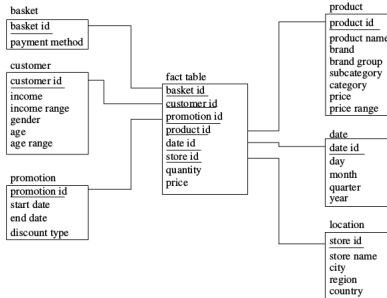 basket
basket id
payment method
customer
customer id
income
income range
gender
age
age range
promotion
promotion id
start date
end date
discount type
fact table
basket id
customer id
promotion id
product id
date id
store id
quantity
price
product
product id
product name
brand
brand group
subcategory
category
price
price range
date
date id
day
month
quarter
year
location
store id
store name
city
region
country